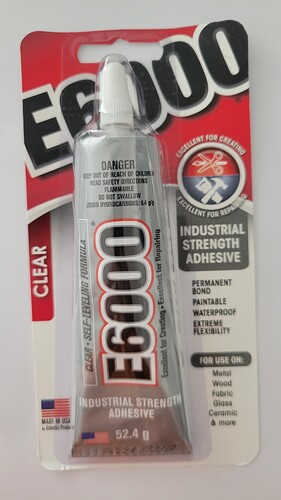 E6000
DANGER
KEEP OUT OF REACH OF CHILDREN
READ SAFETY DIRECTIONS
FLAMMABLE
DO NOT SWALLOW
LIQUID HYDROCARBONS
CLEAR • SELF-LEVELING FORMULA
E6000
Excellent for Creating • Excellent for Repairing
INDUSTRIAL STRENGTH
ADHESIVE
52.4 g
CLEAR
MADE IN USA
EXCELLENT FOR CREATING
EXCELLENT FOR REPAIRING
INDUSTRIAL
STRENGTH
ADHESIVE
PERMANENT
BOND
PAINTABLE
WATERPROOF
EXTREME
FLEXIBILITY
FOR USE ON:
Metal
Wood
Fabric
Glass
Ceramic
& more